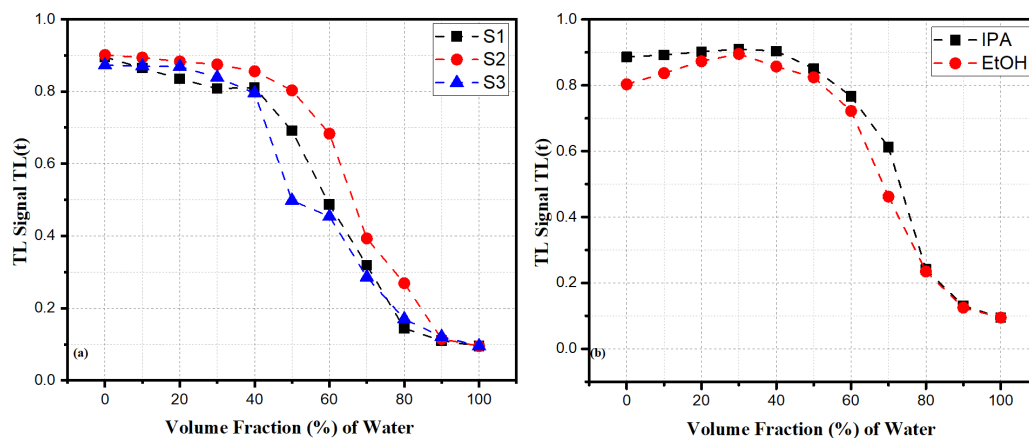 1.0
0.8
0.6
0.4
0.2
0.0
TL Signal TL(t)
S1
S2
S3
(a)
0 20 40 60 80 100
Volume Fraction (%) of Water
1.0
0.8
0.6
0.4
0.2
0.0
TL Signal TL(t)
IPA
EtOH
(b)
0 20 40 60 80 100
Volume Fraction (%) of Water